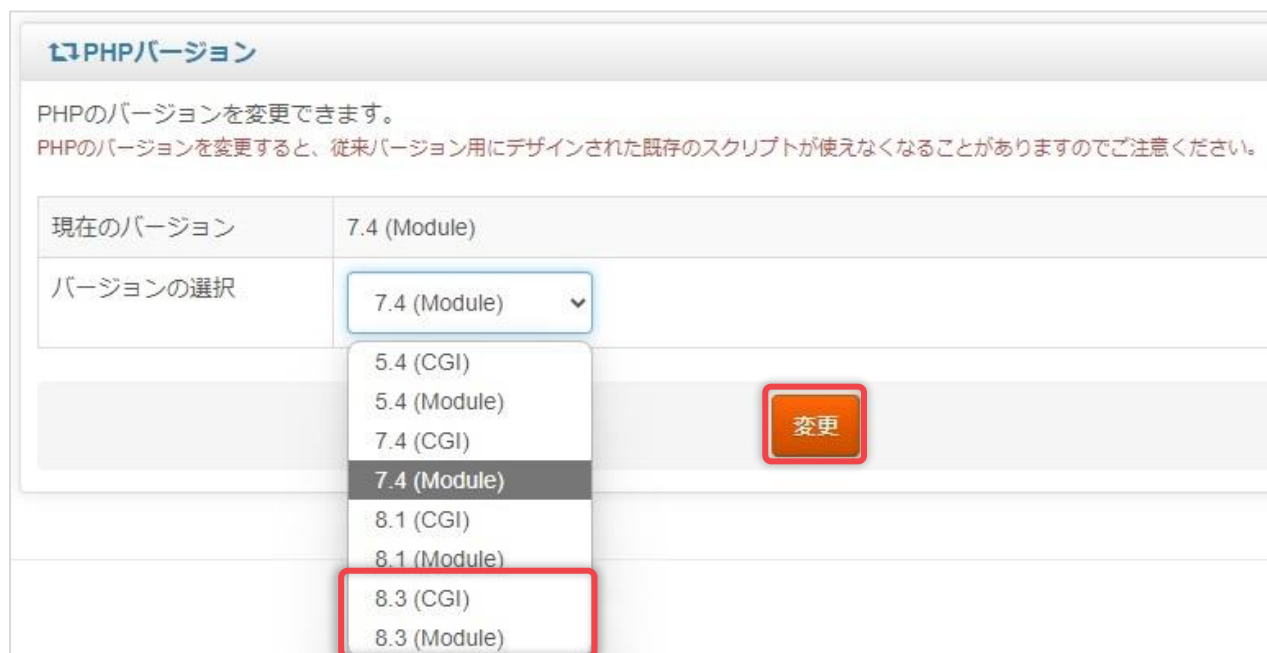 PHPバージョン
PHPのバージョンを変更できます。
PHPのバージョンを変更すると、従来バージョン用にデザインされた既存のスクリプトが使えなくなることがありますのでご注意ください。
現在のバージョン 7.4 (Module)
バージョンの選択 7.4 (Module)
5.4 (CGI)
5.4 (Module)
7.4 (CGI)
7.4 (Module)
8.1 (CGI)
8.1 (Module)
8.3 (CGI)
8.3 (Module)
変更